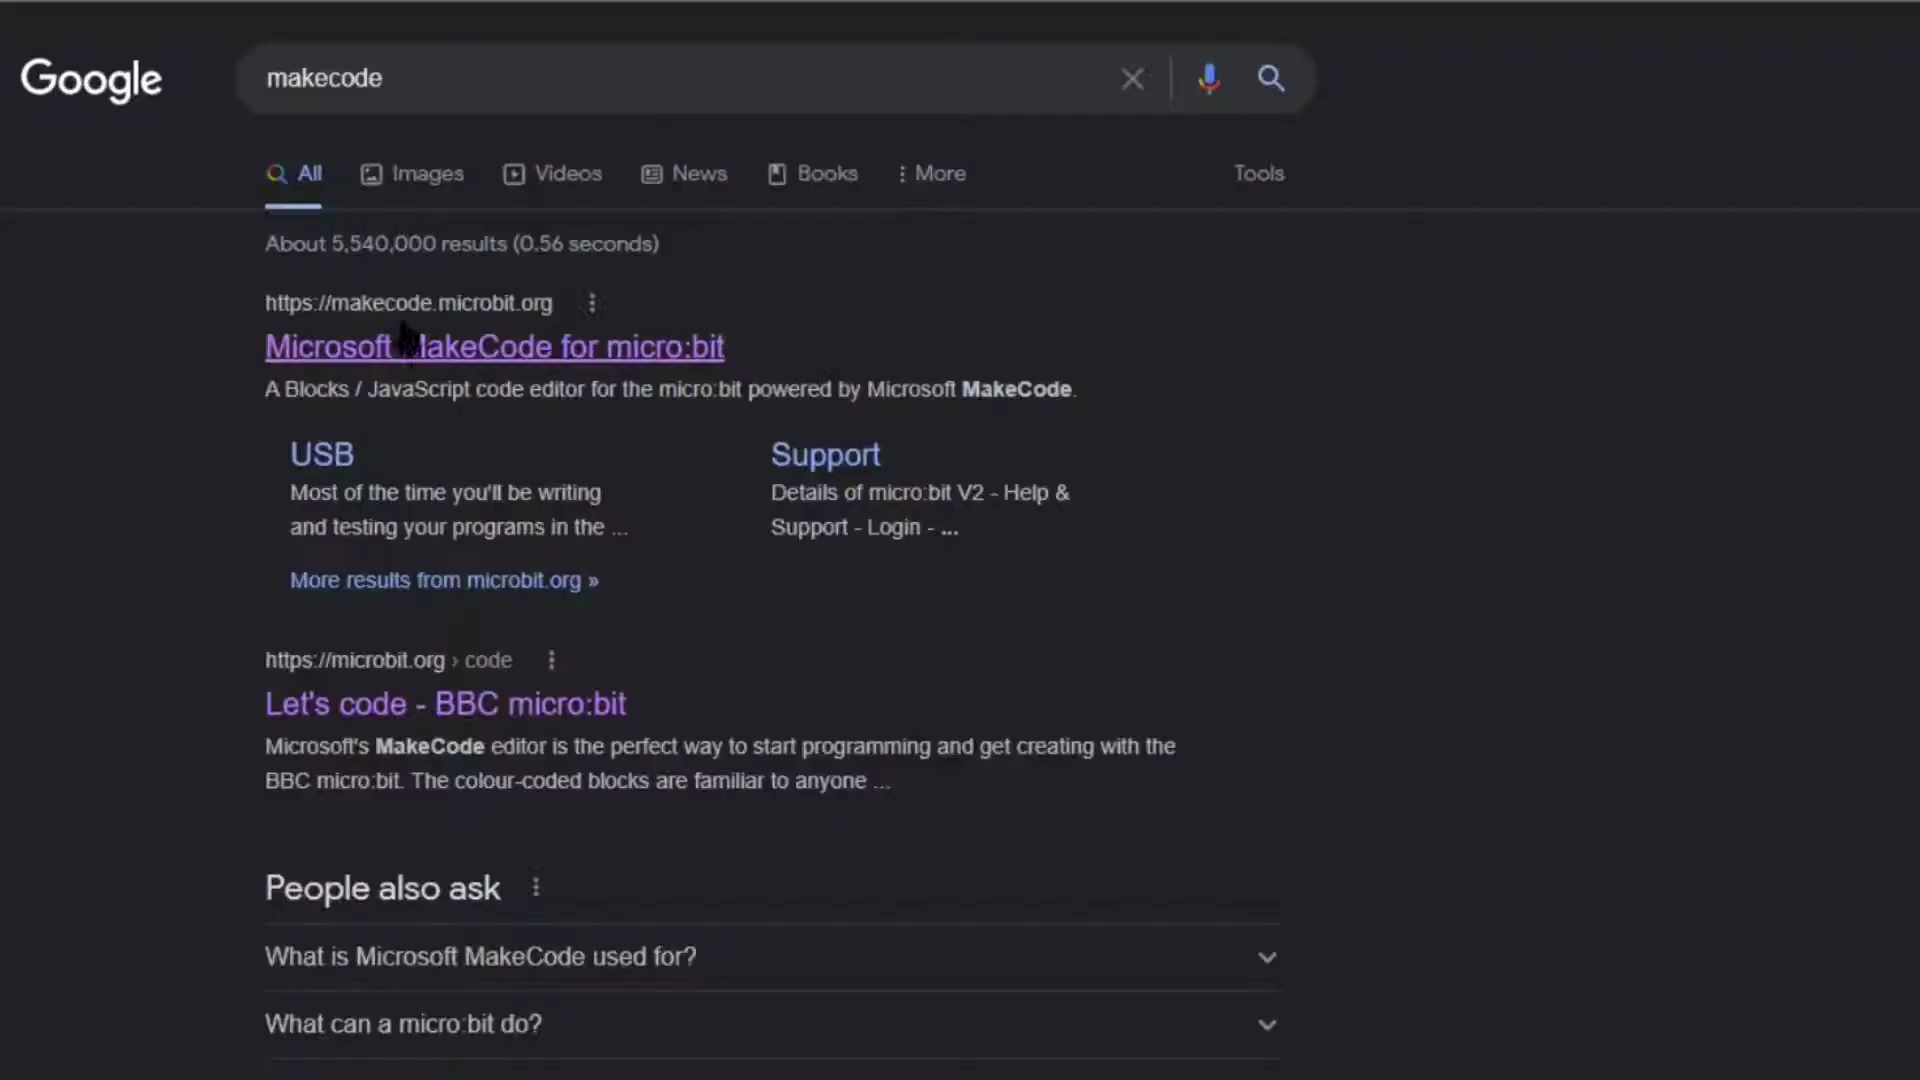 Google
makecode
All Images Videos News Books More Tools
About 5,540,000 results (0.56 seconds)
https://makecode.microbit.org
Microsoft MakeCode for micro:bit
A Blocks / JavaScript code editor for the micro:bit powered by Microsoft MakeCode.
USB
Most of the time you'll be writing
and testing your programs in the ...
Support
Details of micro:bit V2 - Help &
Support - Login - ...
More results from microbit.org »
https://microbit.org › code
Let's code - BBC micro:bit
Microsoft's MakeCode editor is the perfect way to start programming and get creating with the
BBC micro:bit. The colour-coded blocks are familiar to anyone ...
People also ask
What is Microsoft MakeCode used for?
What can a micro:bit do?